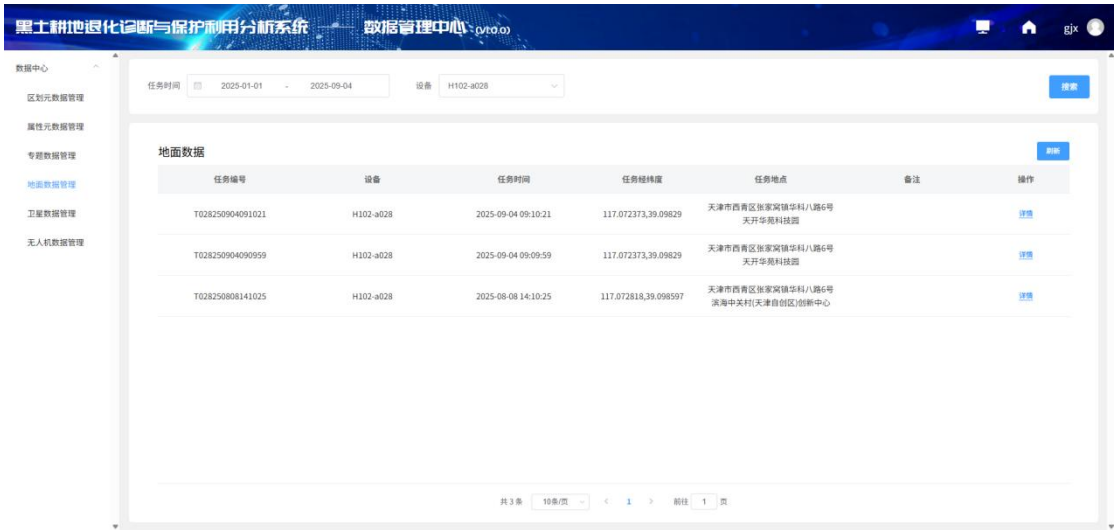 黑土耕地退化诊断与保护利用分析系统 —— 数据管理中心 (V1.0.0)
gjx
数据中心
区划元数据管理
属性元数据管理
专题数据管理
地面数据管理
卫星数据管理
无人机数据管理
任务时间 2025-01-01 - 2025-09-04 设备 H102-a028 搜索
地面数据 刷新
任务编号 设备 任务时间 任务经纬度 任务地点 备注 操作
T028250904091021 H102-a028 2025-09-04 09:10:21 117.072373,39.09829 天津市西青区张家窝镇华科八路6号 详情
天开华苑科技园
T028250904090959 H102-a028 2025-09-04 09:09:59 117.072373,39.09829 天津市西青区张家窝镇华科八路6号 详情
天开华苑科技园
T028250808141025 H102-a028 2025-08-08 14:10:25 117.072818,39.098597 天津市西青区张家窝镇华科八路6号 详情
滨海中关村(天津自创区)创新中心
共 3 条 10条/页 < 1 > 前往 1 页